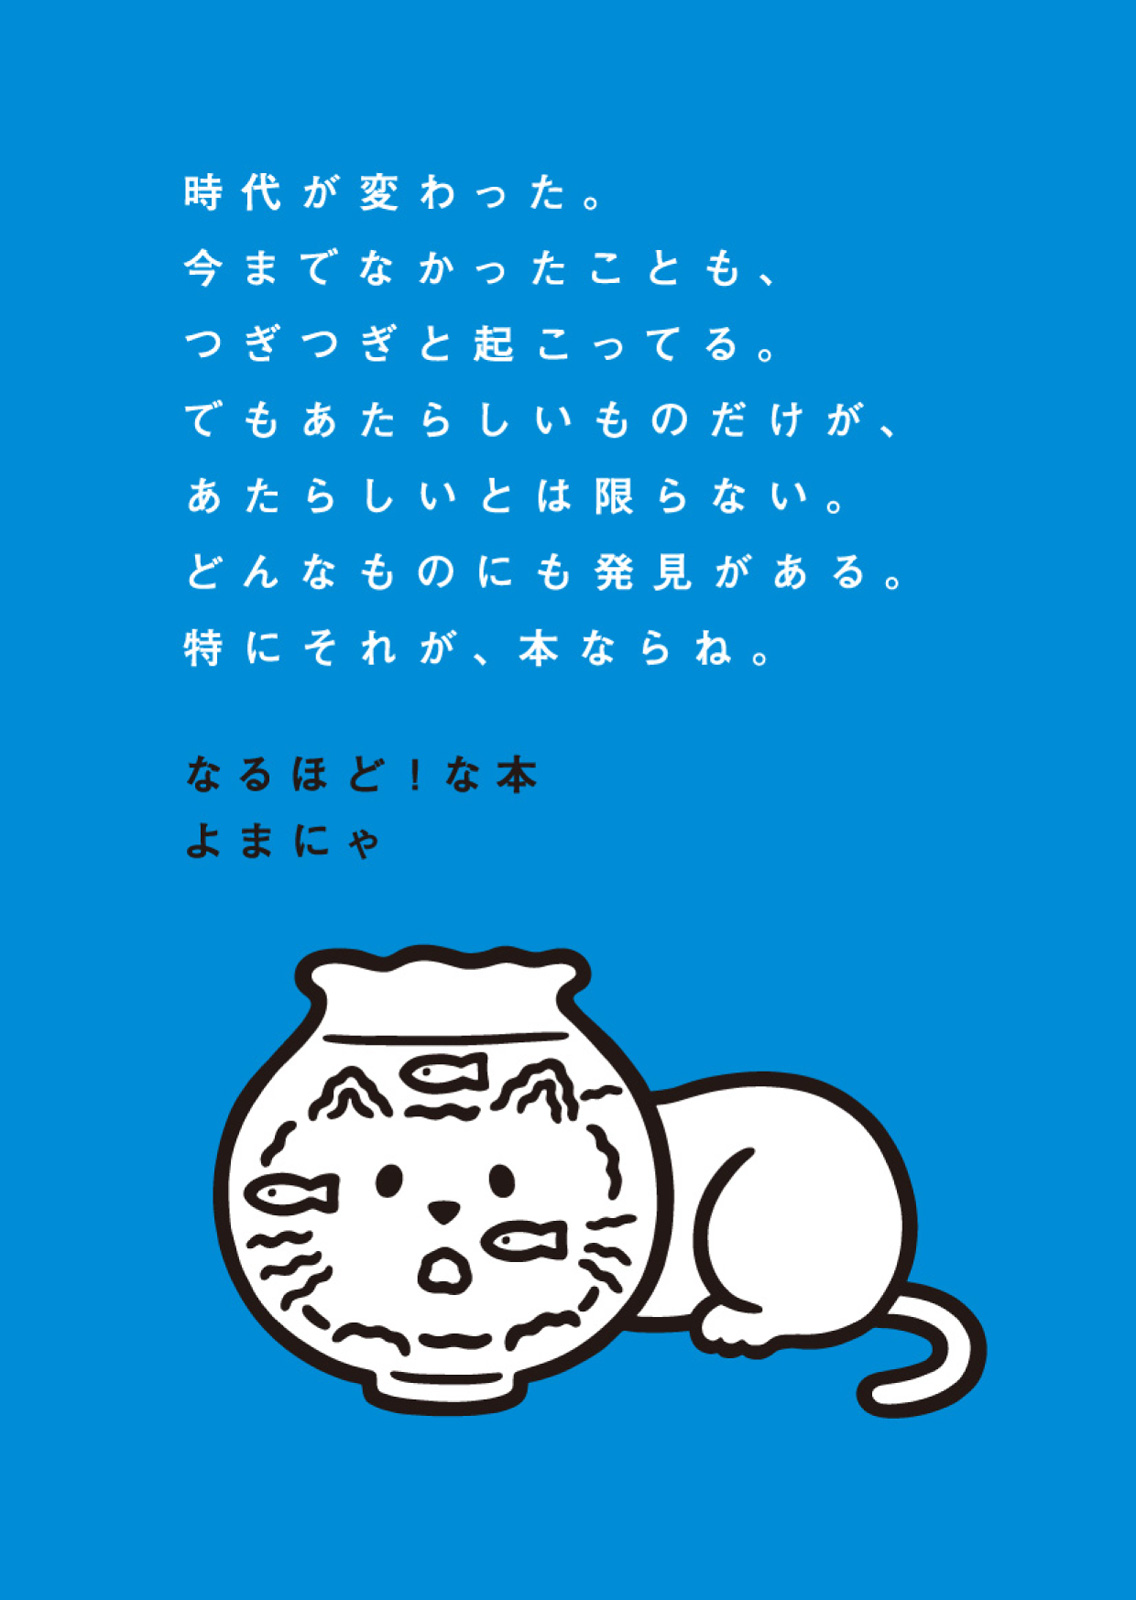 時代が変わった。
今までなかったことも、
つぎつぎと起こってる。
でもあたらしいものだけが、
あたらしいとは限らない。
どんなものにも発見がある。
特にそれが、本ならね。
なるほど！な本
よまにゃ